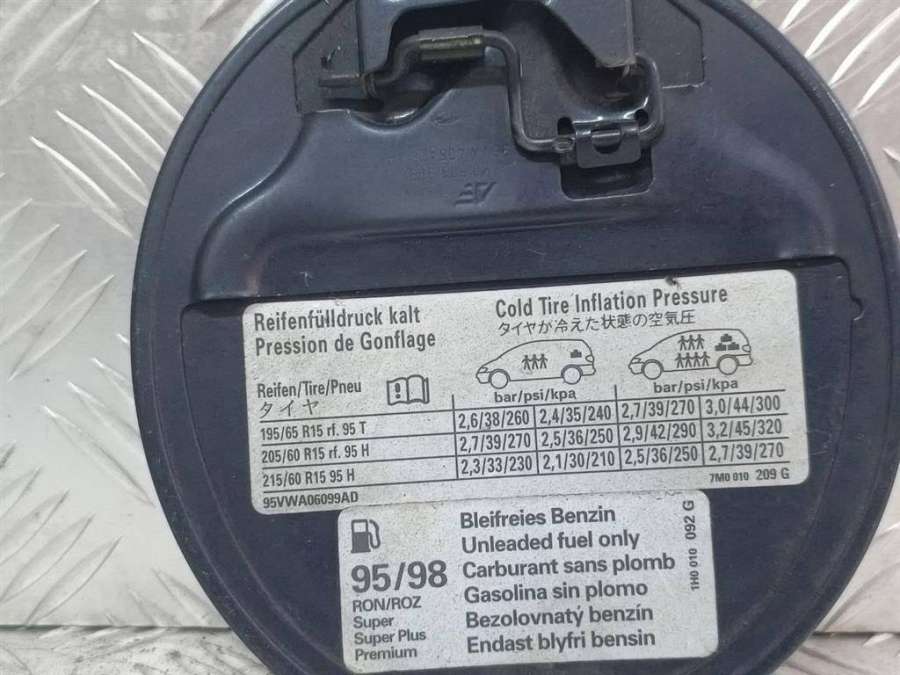 Reifenfülldruck kalt
Pression de Gonflage
Cold Tire Inflation Pressure
タイヤが冷えた状態の空気圧
Reifen/Tire/Pneu
タイヤ
bar/psi/kpa
bar/psi/kpa
195/65 R15 rf. 95 T 2,6/38/260 2,4/35/240 2,7/39/270 3,0/44/300
205/60 R15 rf. 95 H 2,7/39/270 2,5/36/250 2,9/42/290 3,2/45/320
215/60 R15 95 H 2,3/33/230 2,1/30/210 2,5/36/250 2,7/39/270
95VWA06099AD
7M0 010 209 G
95/98
RON/ROZ
Super
Super Plus
Premium
Bleifreies Benzin
Unleaded fuel only
Carburant sans plomb
Gasolina sin plomo
Bezolovnatý benzín
Endast blyfri bensin
1H0 010 092 G